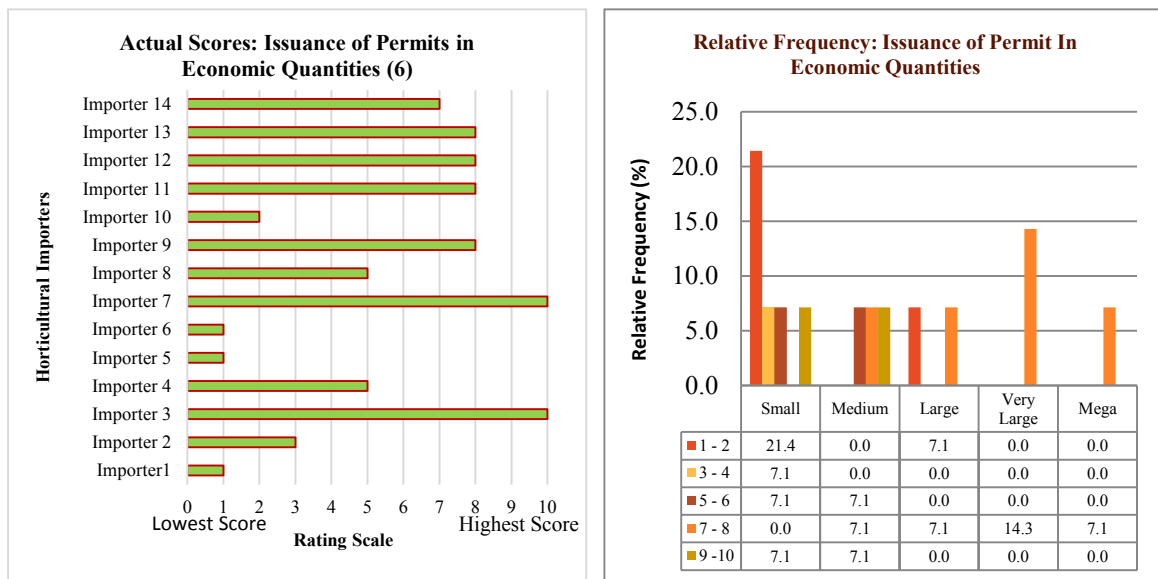 Actual Scores: Issuance of Permits in
Economic Quantities (6)
Horticultural Importers
Importer 14
Importer 13
Importer 12
Importer 11
Importer 10
Importer 9
Importer 8
Importer 7
Importer 6
Importer 5
Importer 4
Importer 3
Importer 2
Importer1
0 1 2 3 4 5 6 7 8 9 10
Lowest Score Highest Score
Rating Scale
Relative Frequency: Issuance of Permit In
Economic Quantities
Relative Frequency (%)
25.0
20.0
15.0
10.0
5.0
0.0
Small Medium Large Very Large Mega
1 - 2 21.4 0.0 7.1 0.0 0.0
3 - 4 7.1 0.0 0.0 0.0 0.0
5 - 6 7.1 7.1 0.0 0.0 0.0
7 - 8 0.0 7.1 7.1 14.3 7.1
9 -10 7.1 7.1 0.0 0.0 0.0